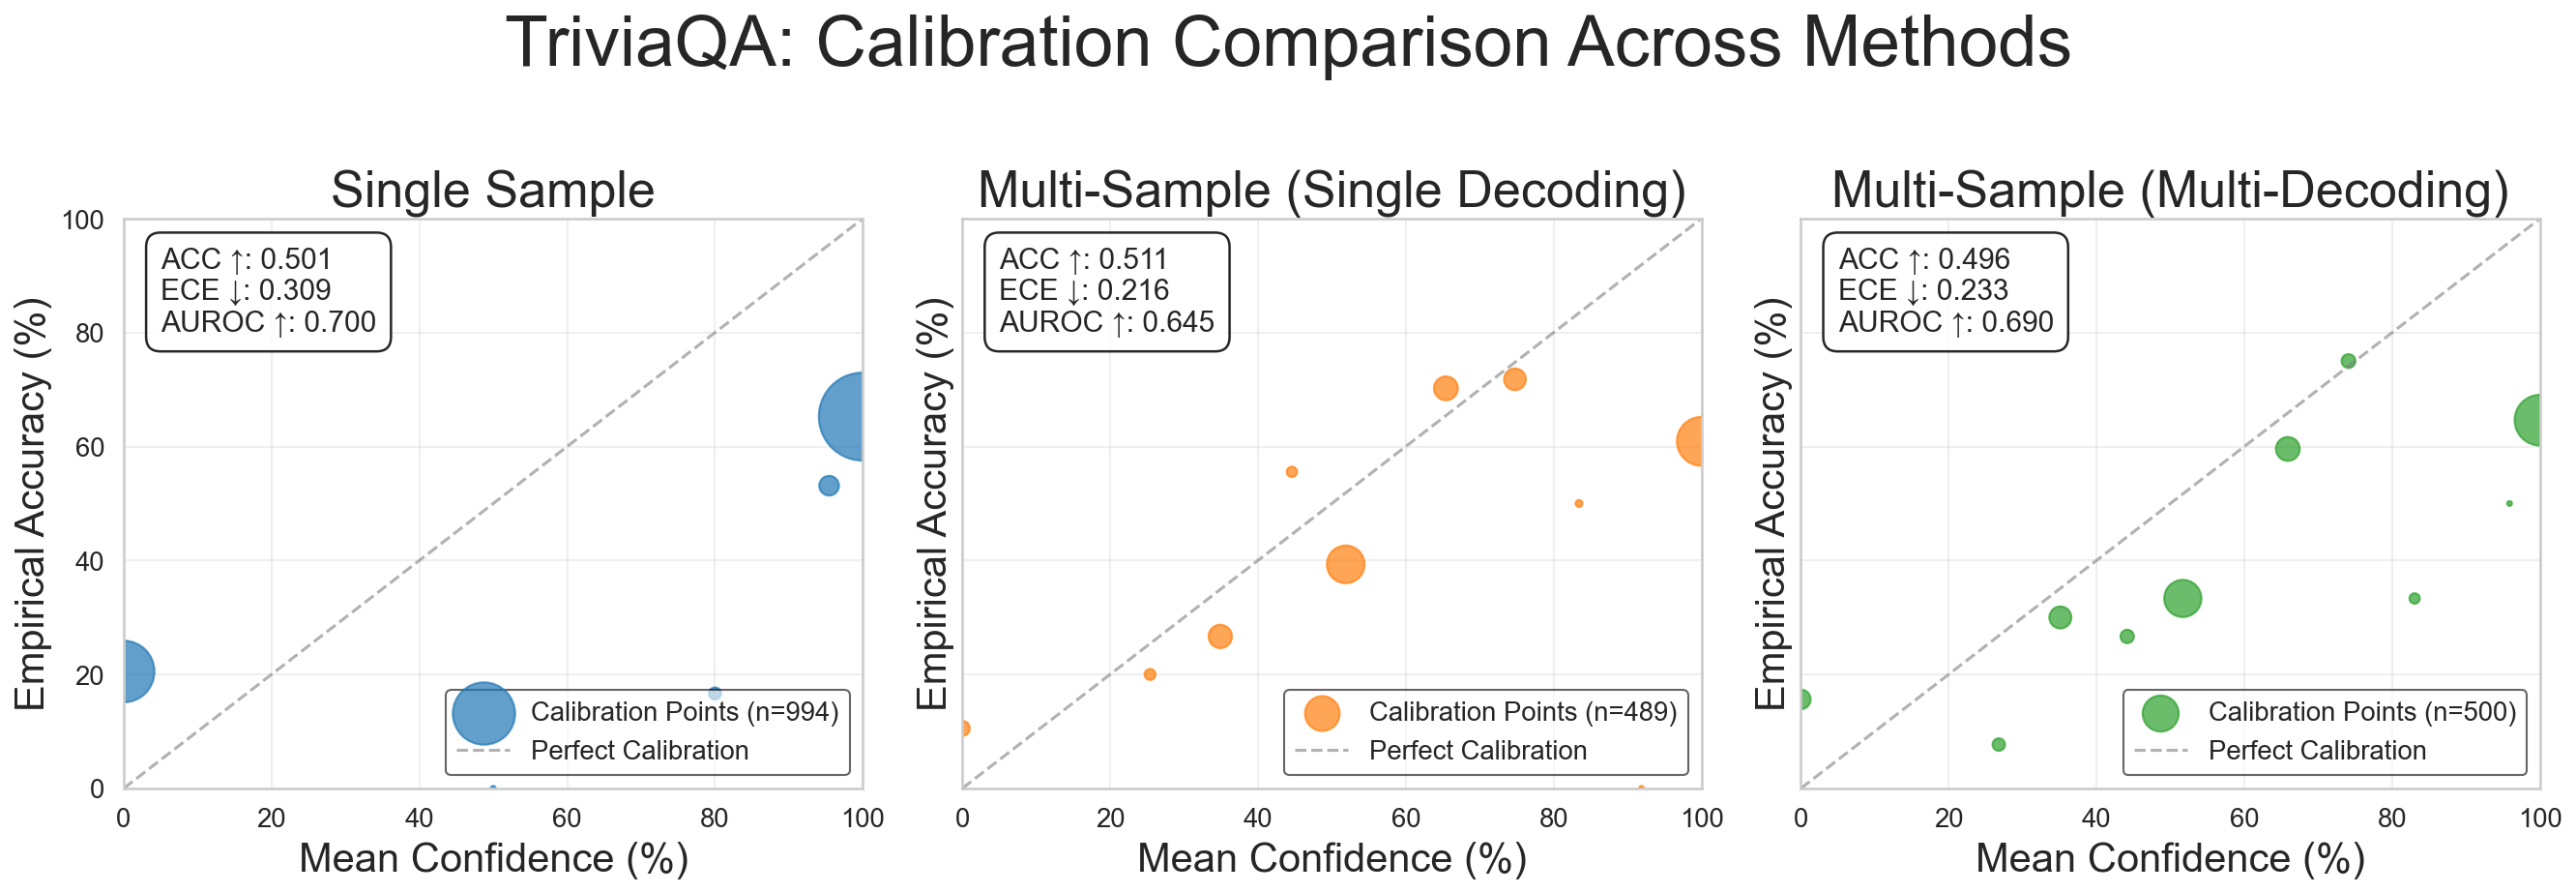 TriviaQA: Calibration Comparison Across Methods
Single Sample
ACC ↑: 0.501
ECE ↓: 0.309
AUROC ↑: 0.700
Empirical Accuracy (%)
100
80
60
40
20
0
Calibration Points (n=994)
Perfect Calibration
0 20 40 60 80 100
Mean Confidence (%)
Multi-Sample (Single Decoding)
ACC ↑: 0.511
ECE ↓: 0.216
AUROC ↑: 0.645
Empirical Accuracy (%)
Calibration Points (n=489)
Perfect Calibration
0 20 40 60 80 100
Mean Confidence (%)
Multi-Sample (Multi-Decoding)
ACC ↑: 0.496
ECE ↓: 0.233
AUROC ↑: 0.690
Empirical Accuracy (%)
Calibration Points (n=500)
Perfect Calibration
0 20 40 60 80 100
Mean Confidence (%)